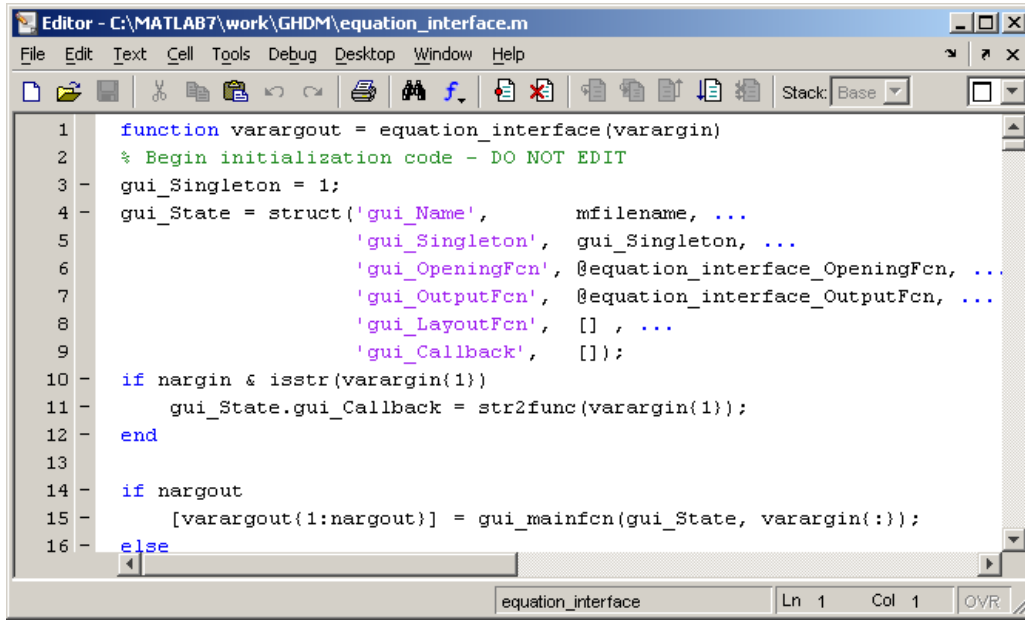 Editor - C:\MATLAB7\work\GHDM\equation_interface.m
File Edit Text Cell Tools Debug Desktop Window Help
Stack: Base
1 function varargout = equation_interface(varargin)
2 % Begin initialization code - DO NOT EDIT
3 - gui_Singleton = 1;
4 - gui_State = struct('gui_Name', mfilename, ...
5 'gui_Singleton', gui_Singleton, ...
6 'gui_OpeningFcn', @equation_interface_OpeningFcn, ...
7 'gui_OutputFcn', @equation_interface_OutputFcn, ...
8 'gui_LayoutFcn', [] , ...
9 'gui_Callback', []);
10 - if nargin & isstr(varargin{1})
11 - gui_State.gui_Callback = str2func(varargin{1});
12 - end
13
14 - if nargout
15 - [varargout{1:nargout}] = gui_mainfcn(gui_State, varargin{:});
16 - else
equation_interface Ln 1 Col 1 OVR